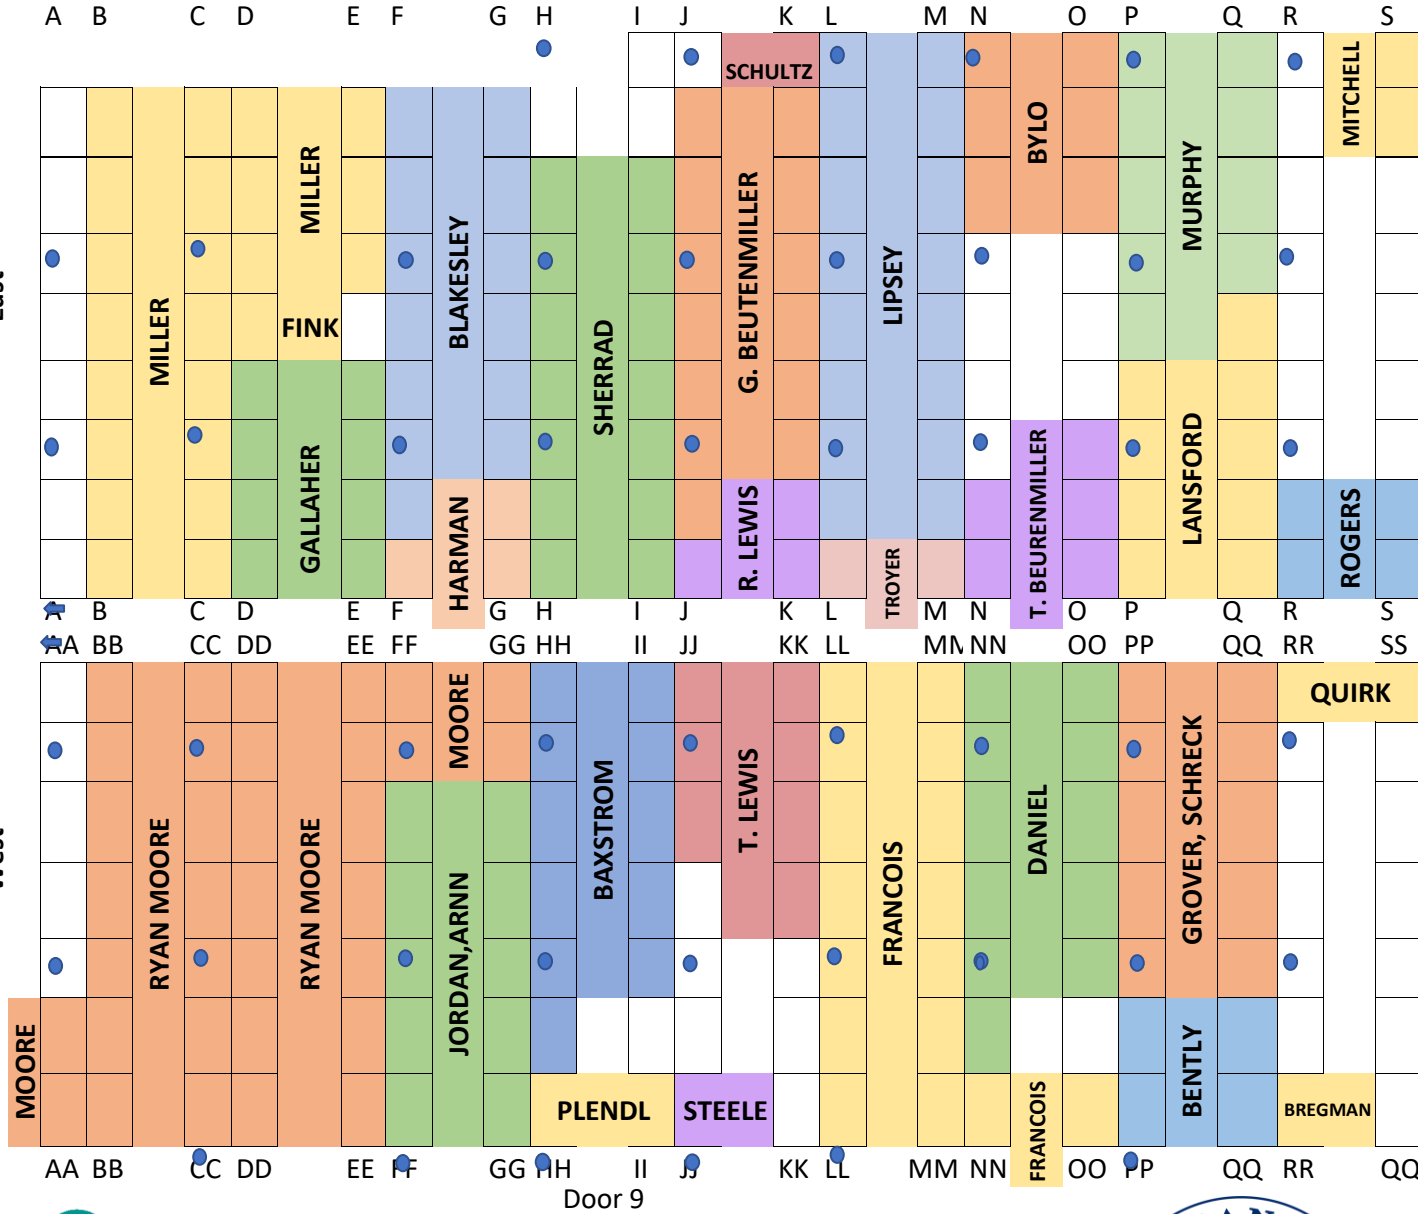 A B C D E F G H I J K L M N O P Q R S
SCHULTZ
MITCHELL
BYLO
MILLER
MURPHY
G. BEUTENMILLER
BLAKESLEY
LIPSEY
East
FINK
MILLER
SHERRAD
GALLAHER
LANSFORD
T. BEURENMILLER
R. LEWIS
HARMAN
ROGERS
TROYER
A B C D E F G H I J K L M N O P Q R S
AA BB CC DD EE FF GG HH II JJ KK LL MM NN OO PP QQ RR SS
MOORE
QUIRK
BAXSTROM
T. LEWIS
DANIEL
GROVER, SCHRECK
West
RYAN MOORE
RYAN MOORE
FRANCOIS
JORDAN,ARNN
MOORE
BENTLY
PLENDL
STEELE
FRANCOIS
BREGMAN
AA BB CC DD EE FF GG HH II JJ KK LL MM NN OO PP QQ RR QQ
Door 9